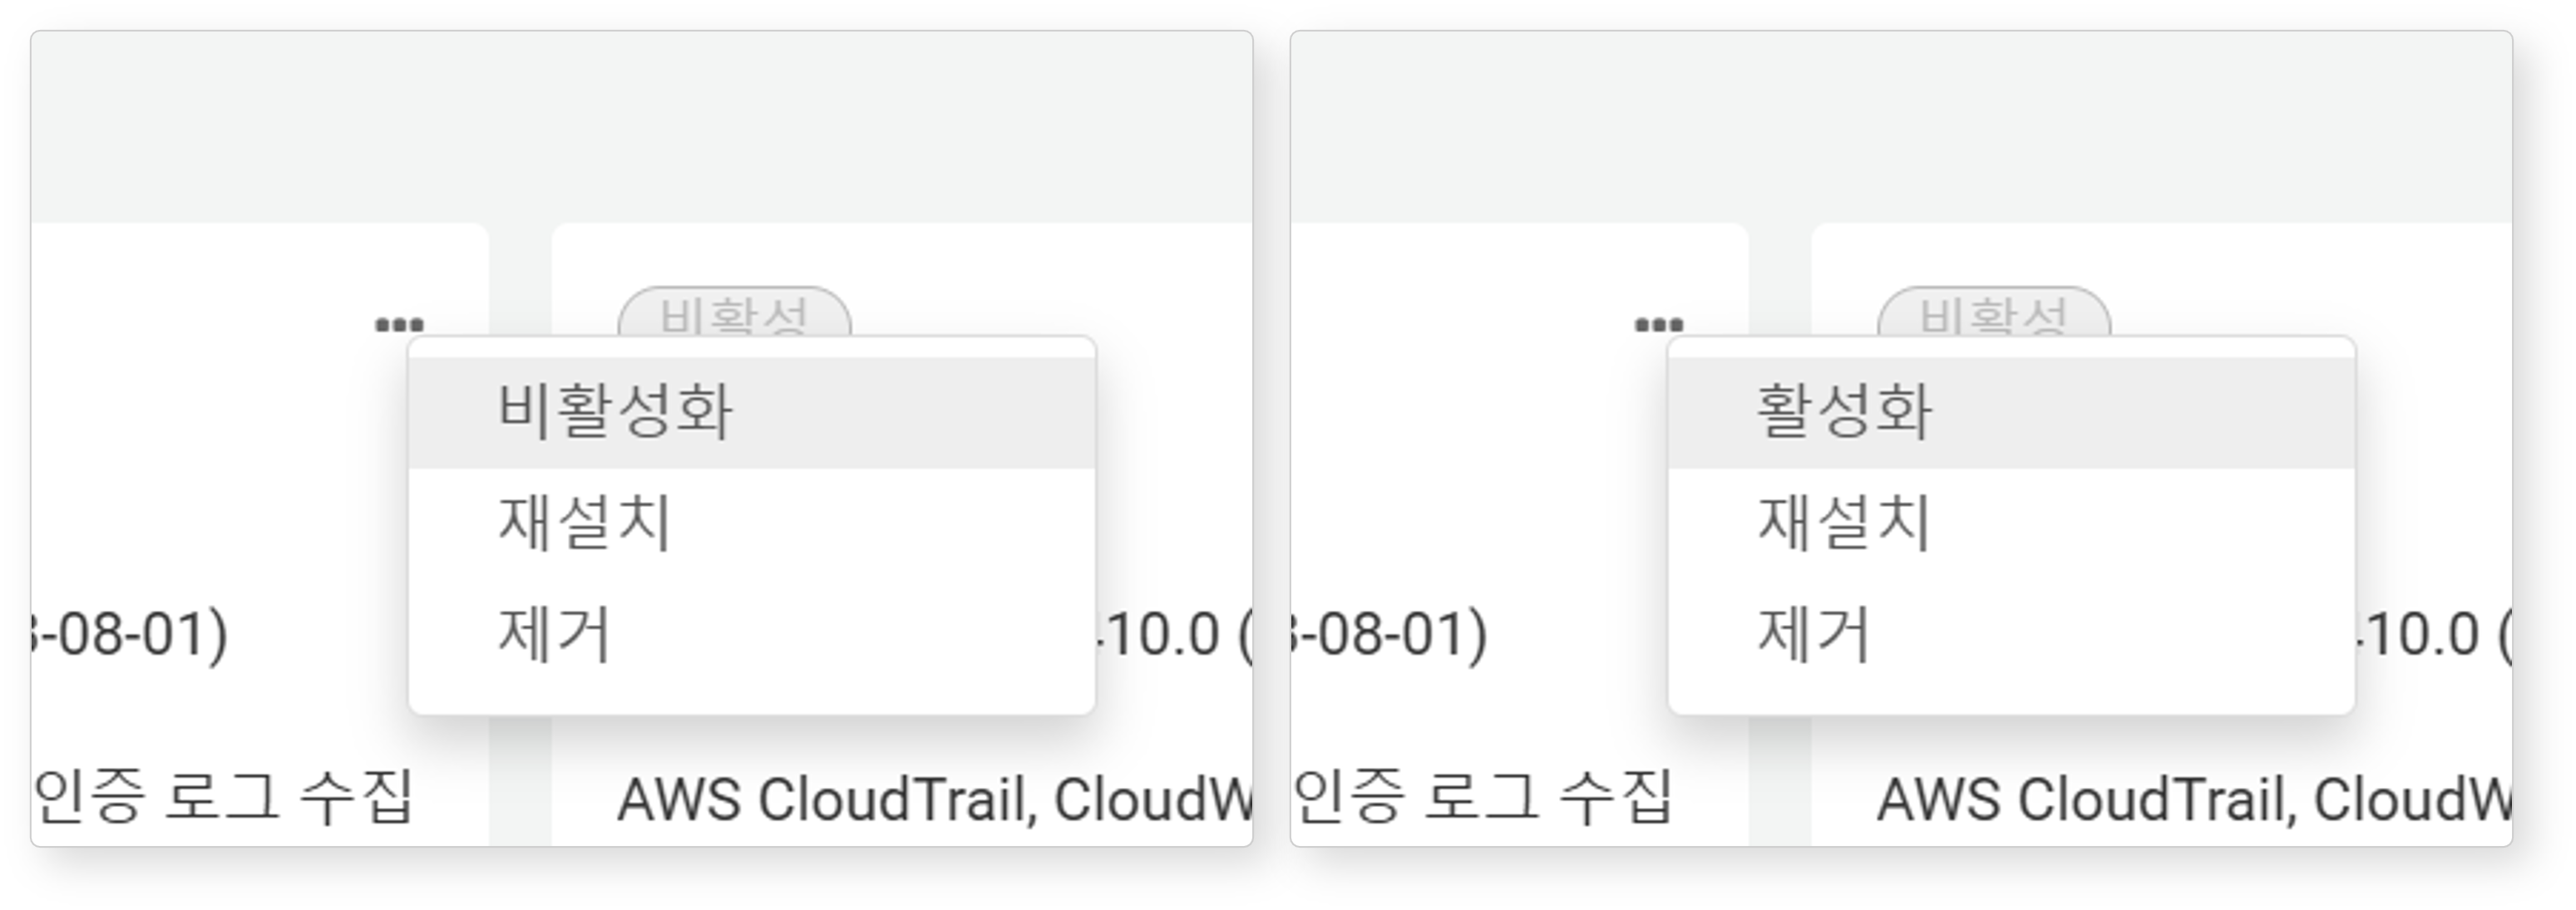 비활성
비활성화
재설치
제거
-08-01)
10.0 (
인증 로그 수집
AWS CloudTrail, CloudW
비활성
활성화
재설치
제거
-08-01)
10.0 (
인증 로그 수집
AWS CloudTrail, CloudW